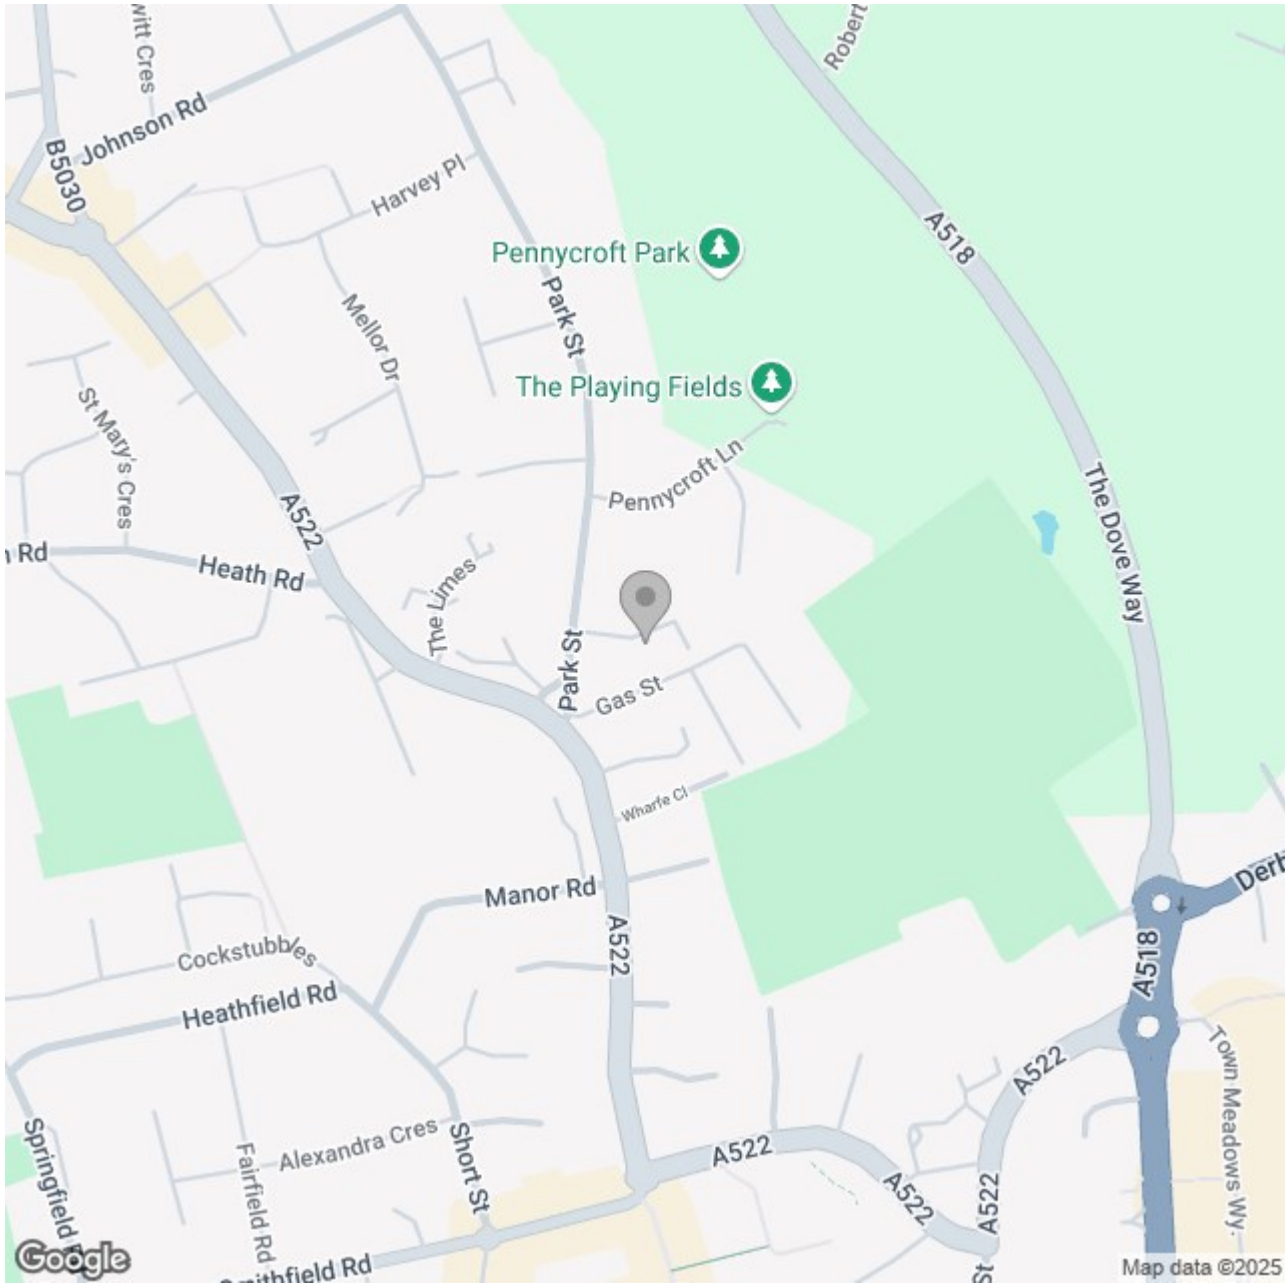 witt Cres
Johnson Rd
B5030
Robert
Harvey Pl
A518
Pennycroft Park
Park St
Mellor Dr
The Playing Fields
St Mary's Cres
Pennycroft Ln
The Dove Way
A522
Rd
Heath Rd
The Limes
Park St
Gas St
Wharfe Cl
Manor Rd
Derb
A522
A518
Cockstubbles
Heathfield Rd
Town Meadows Wy.
A522
Springfield Rd
Alexandra Cres
Fairfield Rd
Short St
A522
A522
A522
St
Smithfield Rd
Google
Map data ©2025